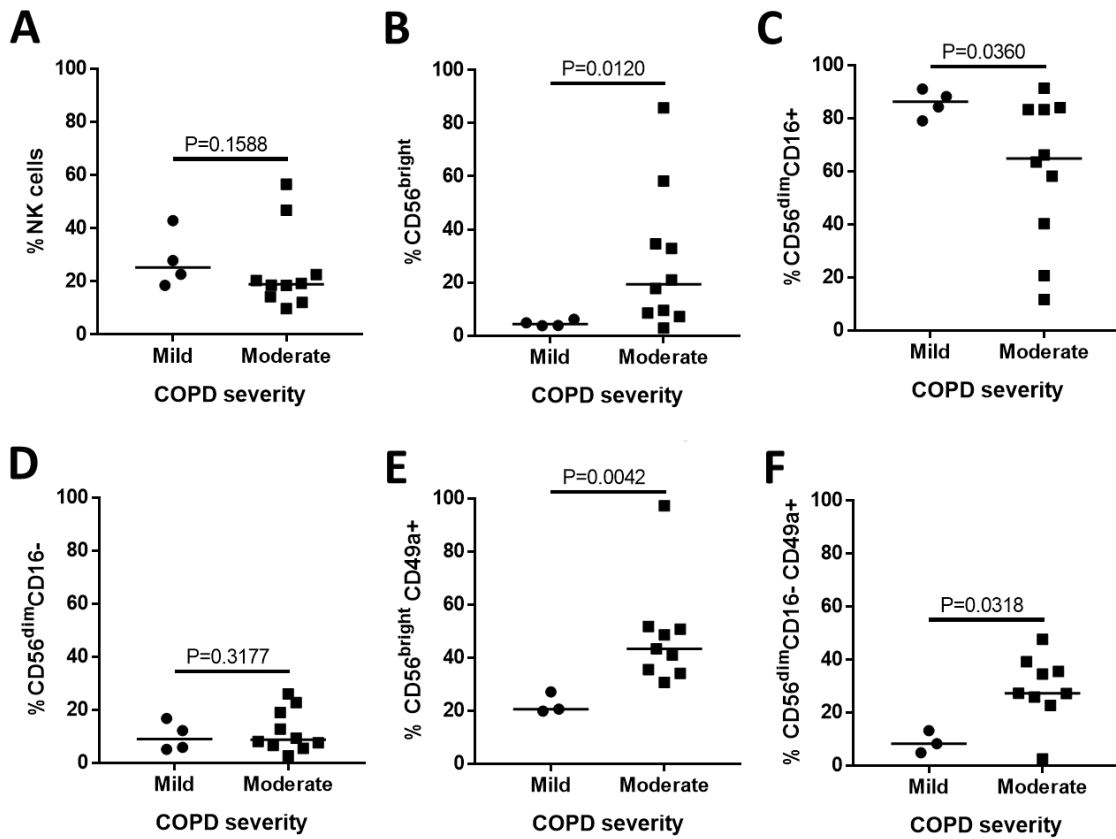 A
100
80
60
40
20
0
% NK cells
P=0.1588
Mild Moderate
COPD severity
B
100
80
60
40
20
0
% CD56bright
P=0.0120
Mild Moderate
COPD severity
C
100
80
60
40
20
0
% CD56dimCD16+
P=0.0360
Mild Moderate
COPD severity
D
100
80
60
40
20
0
% CD56dimCD16-
P=0.3177
Mild Moderate
COPD severity
E
100
80
60
40
20
0
% CD56bright CD49a+
P=0.0042
Mild Moderate
COPD severity
F
100
80
60
40
20
0
% CD56dimCD16- CD49a+
P=0.0318
Mild Moderate
COPD severity